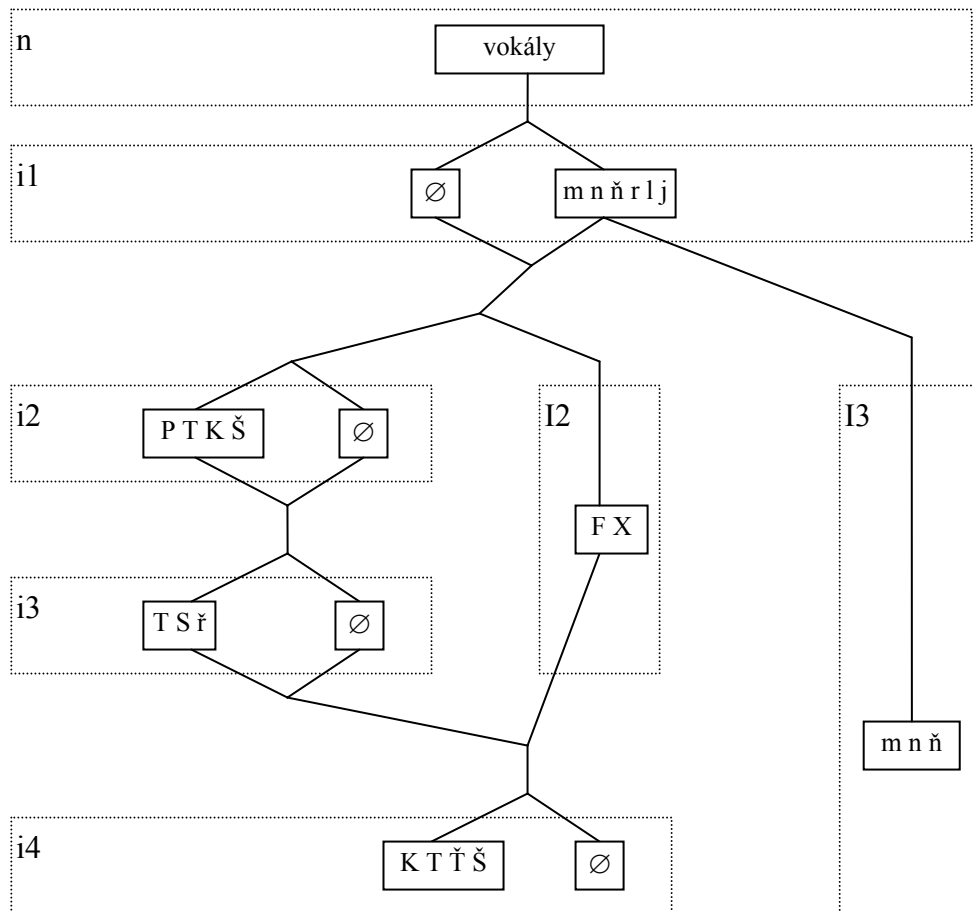 n
vokály
i1
∅
m n ň r l j
i2
P T K Š
∅
I2
I3
F X
i3
T S ř
∅
m n ň
i4
K T Ť Š
∅